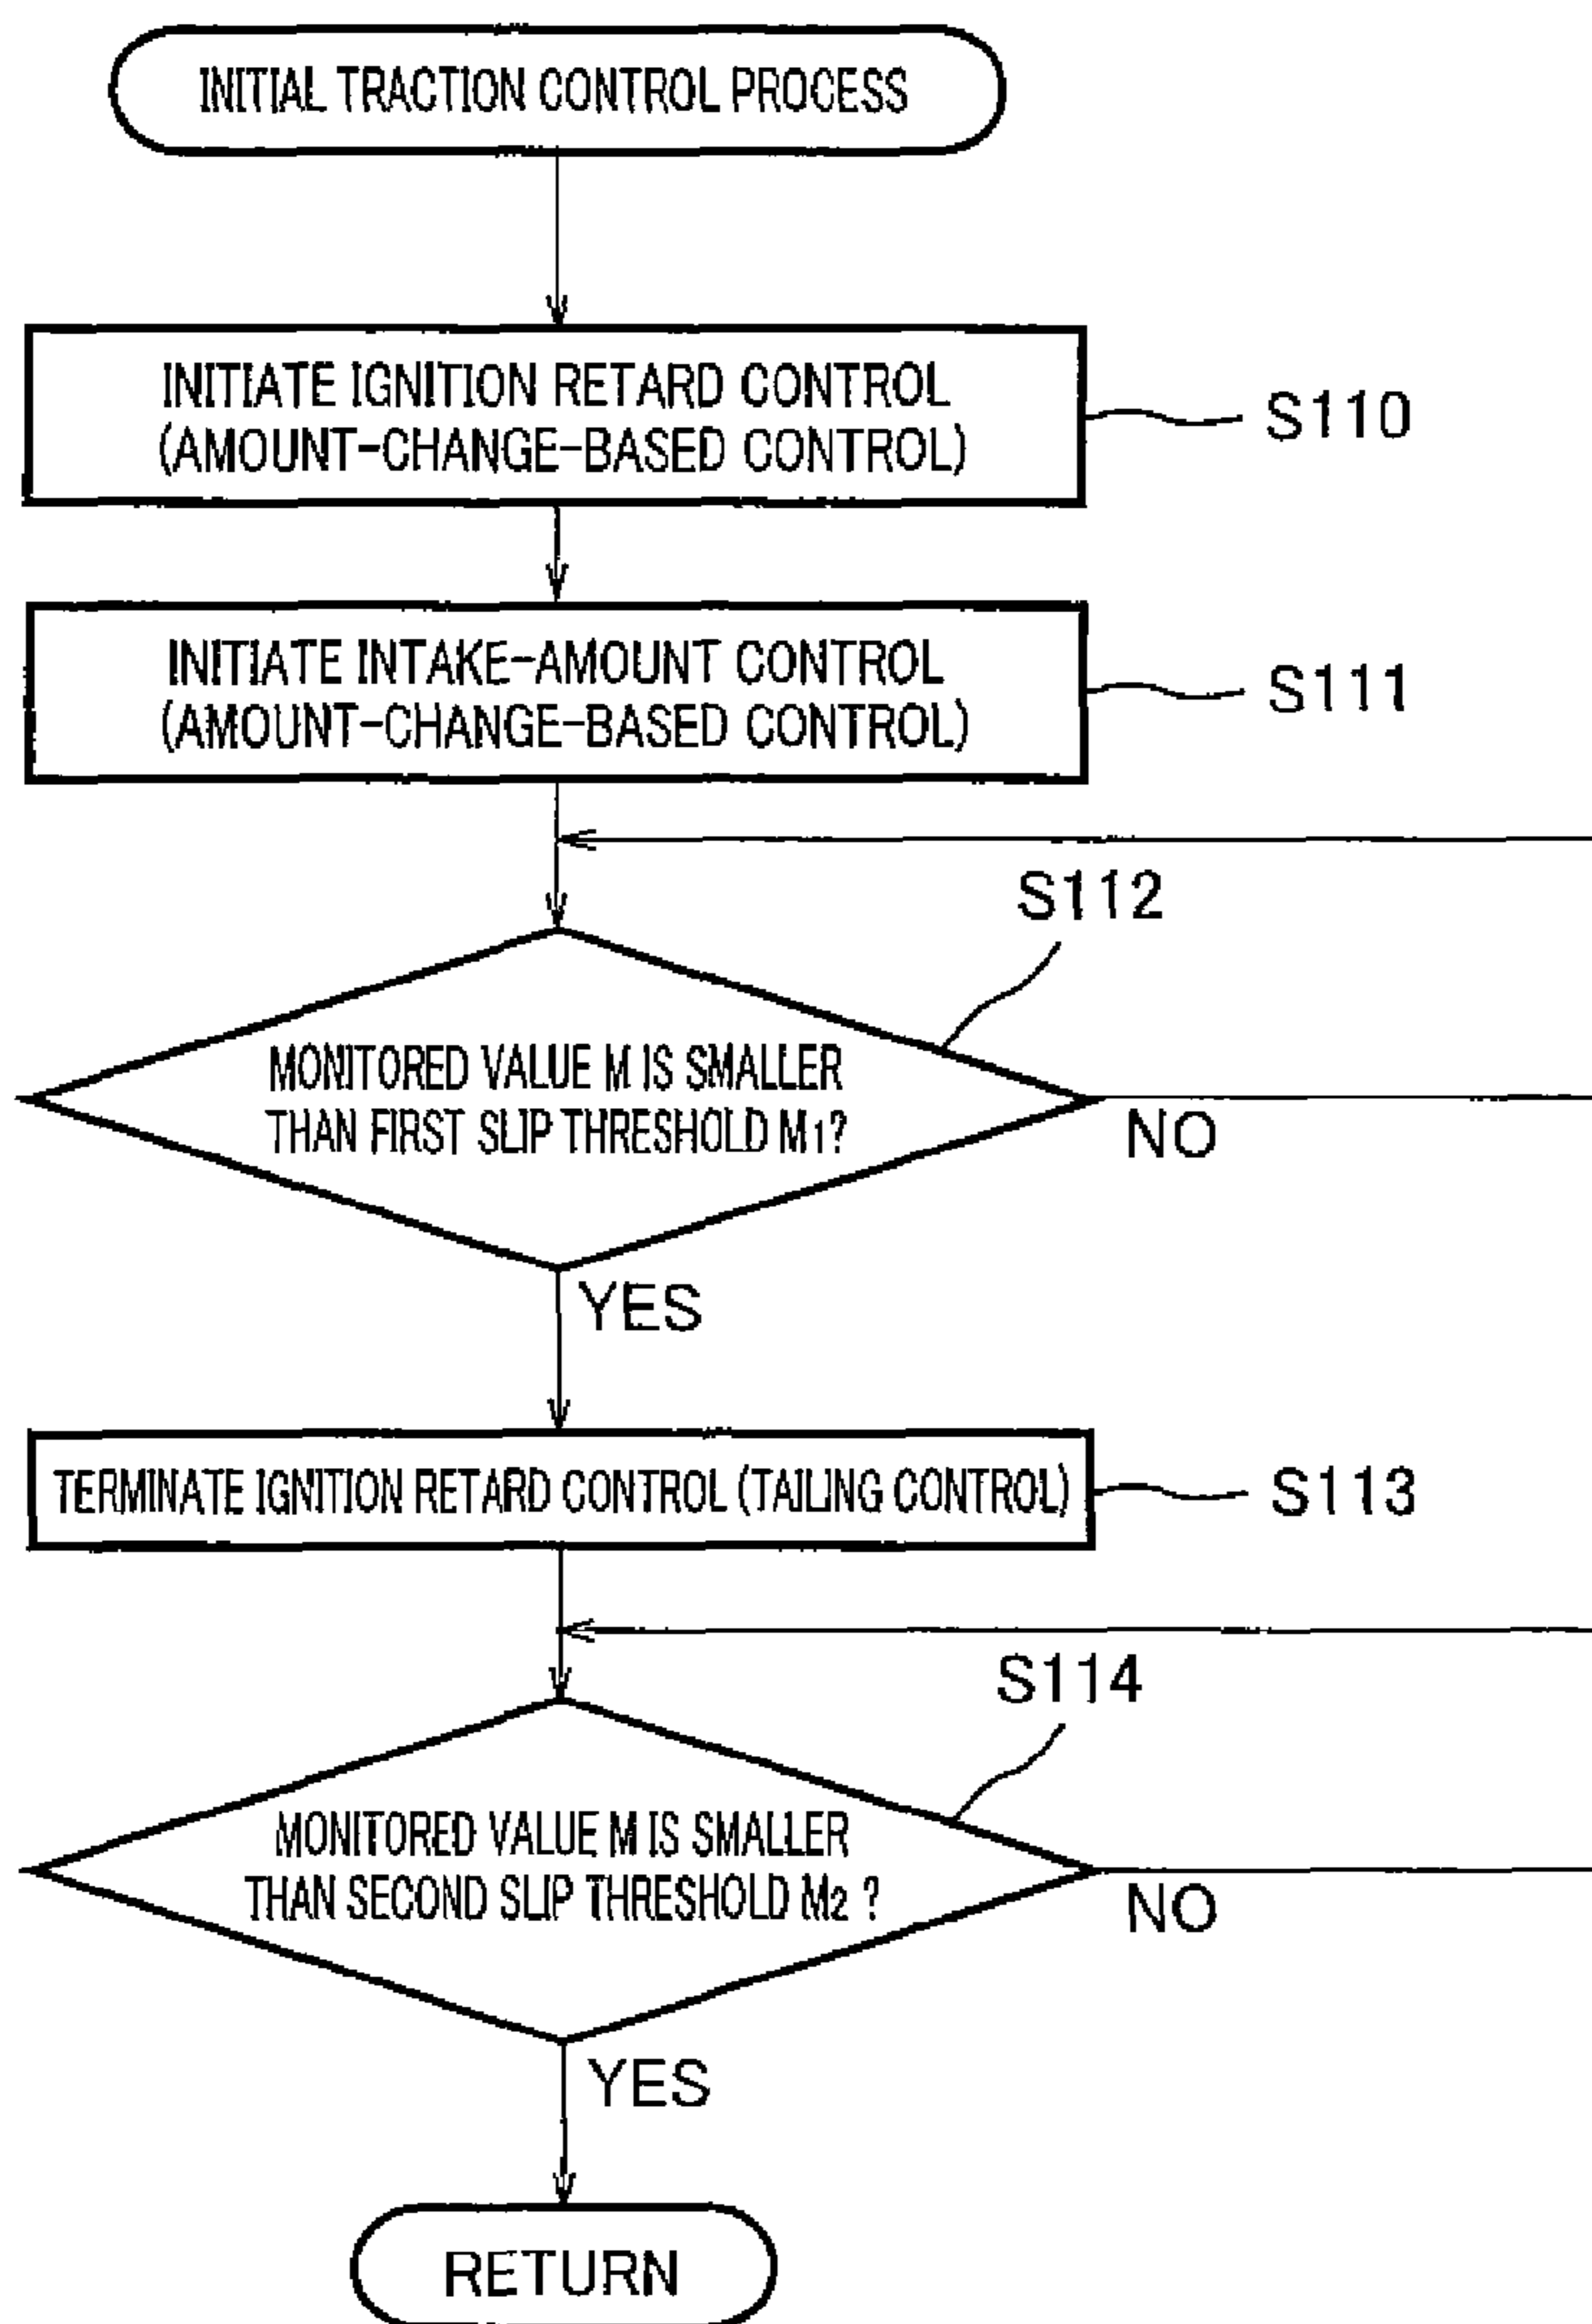 INITIAL TRACTION CONTROL PROCESS
INITIATE IGNITION RETARD CONTROL
(AMOUNT-CHANGE-BASED CONTROL)
S110
INITIATE INTAKE-AMOUNT CONTROL
(AMOUNT-CHANGE-BASED CONTROL)
S111
S112
MONITORED VALUE M IS SMALLER
THAN FIRST SLIP THRESHOLD M1?
NO
YES
TERMINATE IGNITION RETARD CONTROL (TAILING CONTROL)
S113
S114
MONITORED VALUE M IS SMALLER
THAN SECOND SLIP THRESHOLD M2 ?
NO
YES
RETURN